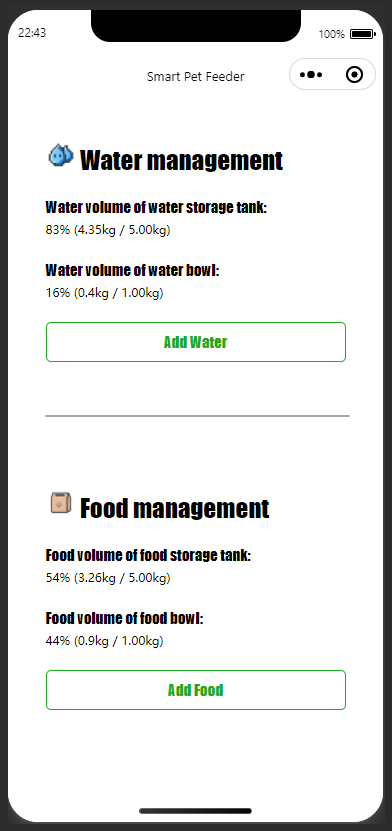 22:43
100%
Smart Pet Feeder
Water management
Water volume of water storage tank:
83% (4.35kg / 5.00kg)
Water volume of water bowl:
16% (0.4kg / 1.00kg)
Add Water
Food management
Food volume of food storage tank:
54% (3.26kg / 5.00kg)
Food volume of food bowl:
44% (0.9kg / 1.00kg)
Add Food